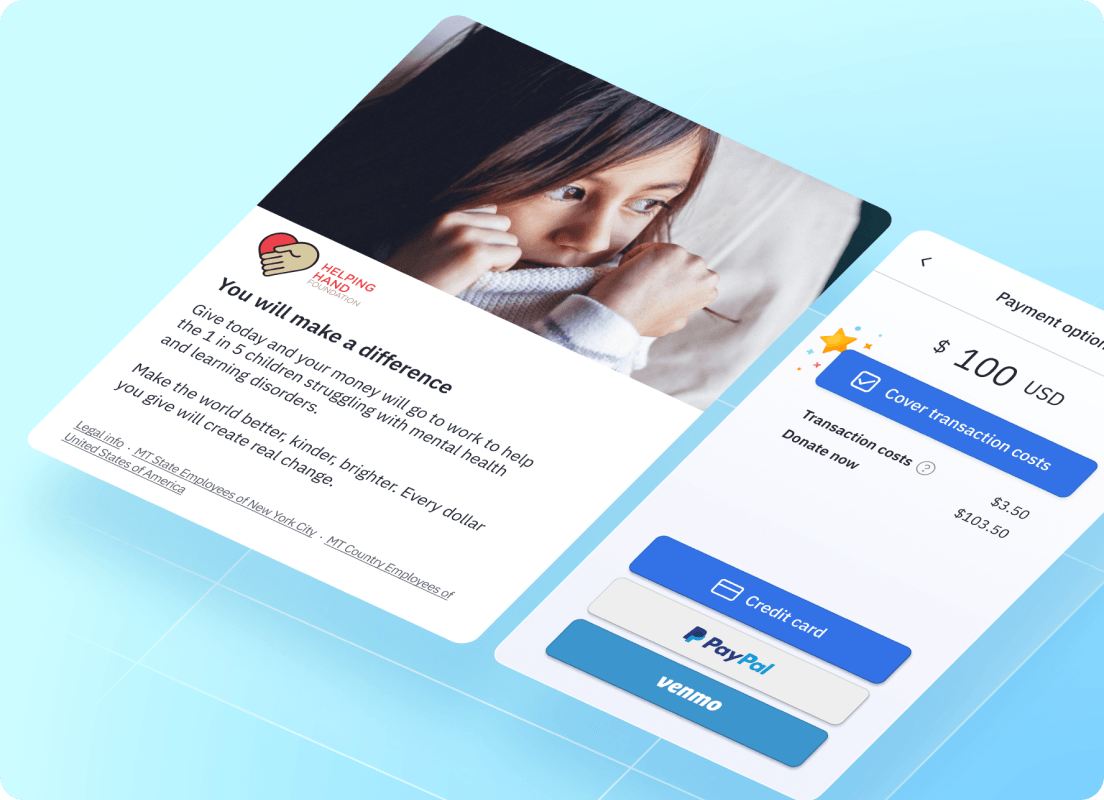 HELPING
HAND
FOUNDATION
You will make a difference
Give today and your money will go to work to help
the 1 in 5 children struggling with mental health
and learning disorders.
Make the world better, kinder, brighter. Every dollar
you give will create real change.
Legal info · MT State Employees of New York City · MT Country Employees of
United States of America
Payment option
$ 100 USD
Cover transaction costs
Transaction costs ?
$3.50
Donate now
$103.50
Credit card
PayPal
venmo